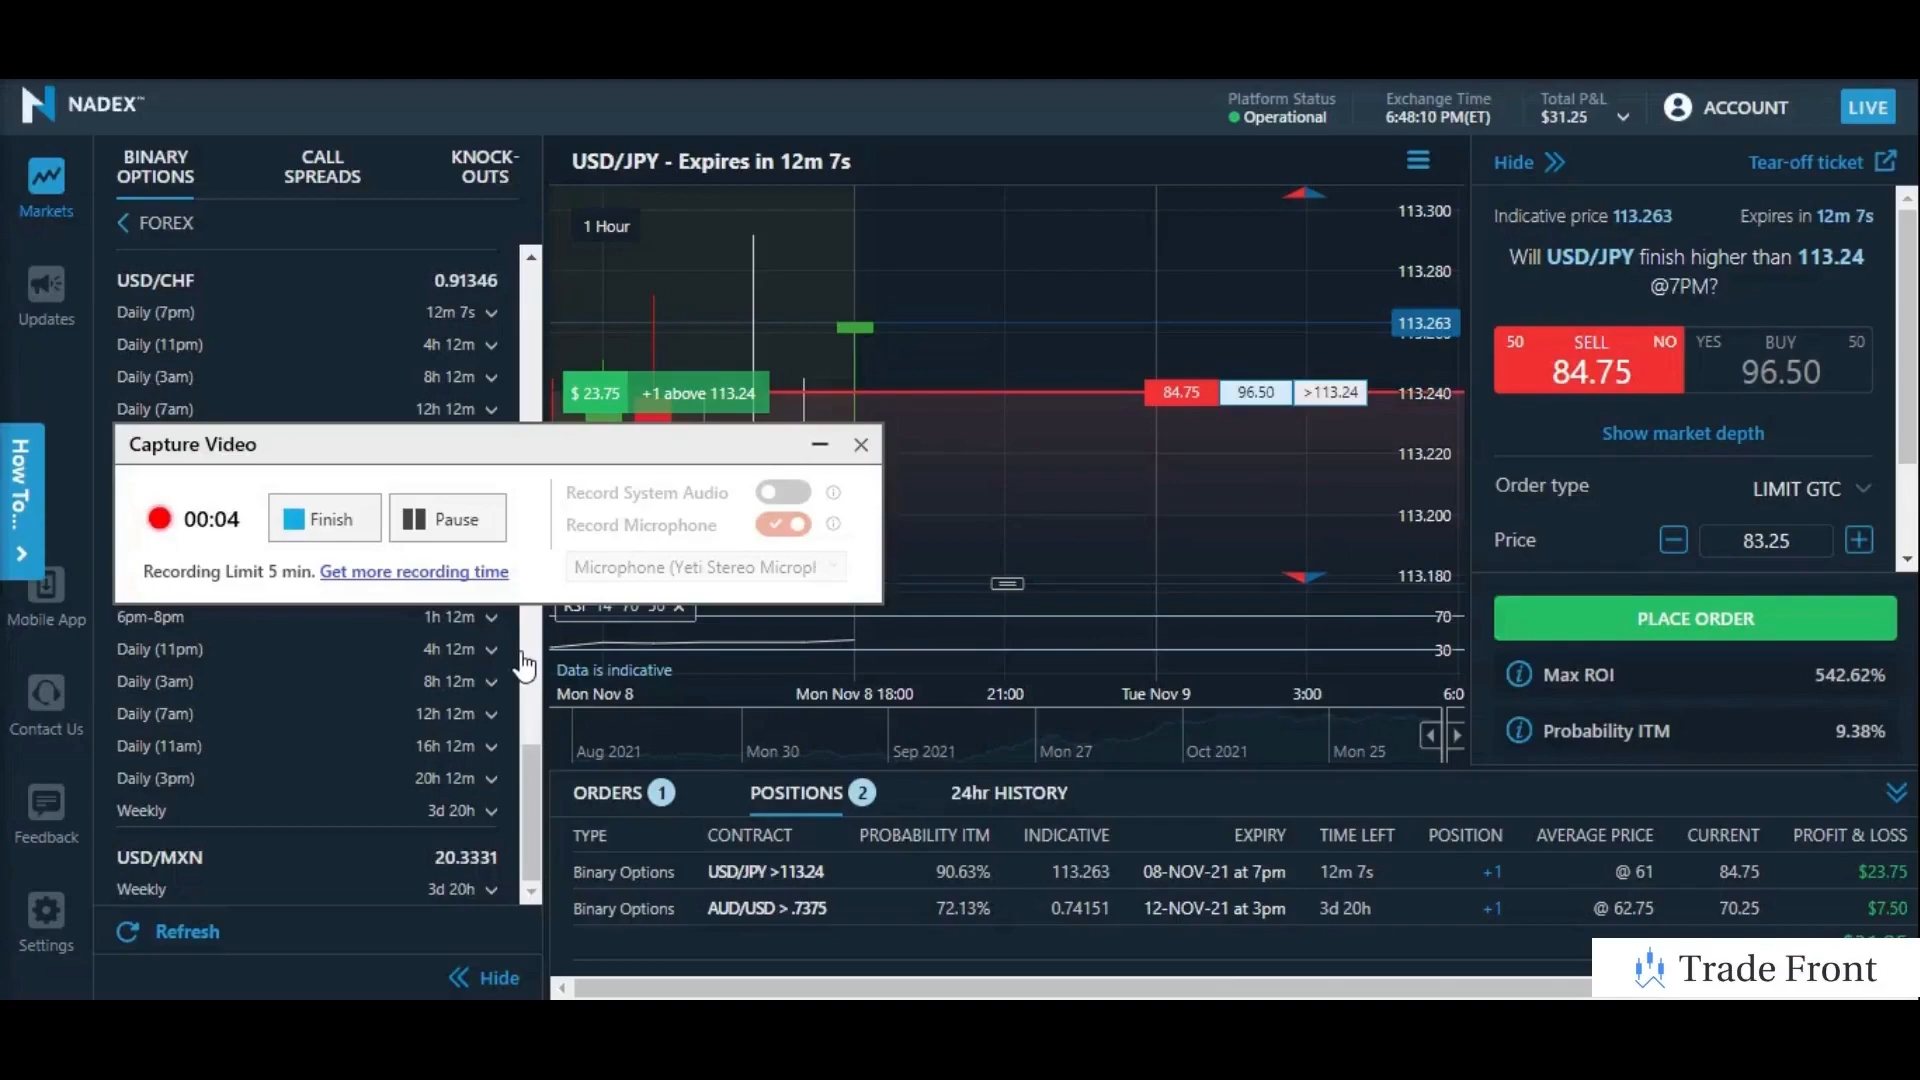 NADEX™
Platform Status
Operational
Exchange Time
6:48:10 PM(ET)
Total P&L
$31.25
ACCOUNT
LIVE
Markets
Updates
How To...
Mobile App
Contact Us
Feedback
Settings
BINARY OPTIONS
CALL SPREADS
KNOCK-OUTS
FOREX
USD/CHF 0.91346
Daily (7pm) 12m 7s
Daily (11pm) 4h 12m
Daily (3am) 8h 12m
Daily (7am) 12h 12m
Capture Video
00:04
Finish
Pause
Recording Limit 5 min. Get more recording time
Record System Audio
Record Microphone
Microphone (Yeti Stereo Microp
6pm-8pm 1h 12m
Daily (11pm) 4h 12m
Daily (3am) 8h 12m
Daily (7am) 12h 12m
Daily (11am) 16h 12m
Daily (3pm) 20h 12m
Weekly 3d 20h
USD/MXN 20.3331
Weekly 3d 20h
Refresh
Hide
USD/JPY - Expires in 12m 7s
1 Hour
113.300
113.280
113.263
$ 23.75 +1 above 113.24
84.75 96.50 >113.24
113.240
113.220
113.200
113.180
RSI 14 70 30
70
30
Data is indicative
Mon Nov 8 Mon Nov 8 18:00 21:00 Tue Nov 9 3:00 6:0
Aug 2021 Mon 30 Sep 2021 Mon 27 Oct 2021 Mon 25
Hide
Tear-off ticket
Indicative price 113.263 Expires in 12m 7s
Will USD/JPY finish higher than 113.24
@7PM?
50 SELL NO
84.75
YES BUY 50
96.50
Show market depth
Order type LIMIT GTC
Price 83.25
PLACE ORDER
Max ROI 542.62%
Probability ITM 9.38%
ORDERS 1 POSITIONS 2 24hr HISTORY
TYPE CONTRACT PROBABILITY ITM INDICATIVE EXPIRY TIME LEFT POSITION AVERAGE PRICE CURRENT PROFIT & LOSS
Binary Options USD/JPY >113.24 90.63% 113.263 08-NOV-21 at 7pm 12m 7s +1 @ 61 84.75 $23.75
Binary Options AUD/USD > .7375 72.13% 0.74151 12-NOV-21 at 3pm 3d 20h +1 @ 62.75 70.25 $7.50
Trade Front